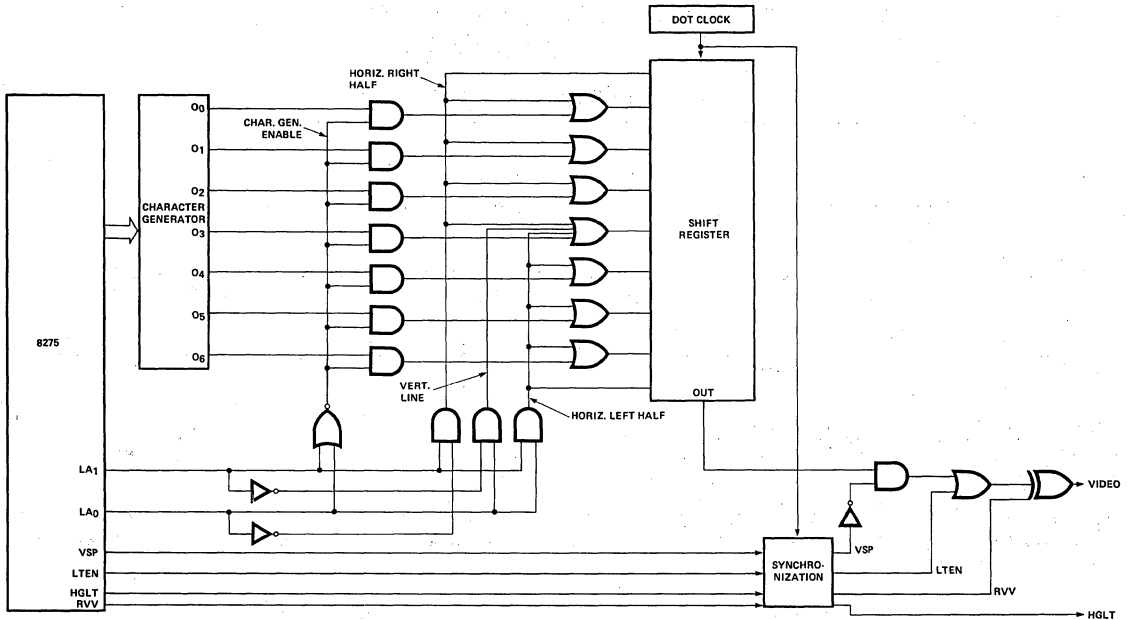 DOT CLOCK
HORIZ. RIGHT
HALF
CHAR. GEN.
ENABLE
O0
O1
O2
CHARACTER
GENERATOR
O3
O4
O5
O6
SHIFT
REGISTER
8275
VERT.
LINE
OUT
HORIZ. LEFT HALF
LA1
LA0
VIDEO
VSP
LTEN
HGLT
RVV
SYNCHRO-
NIZATION
VSP
LTEN
RVV
HGLT